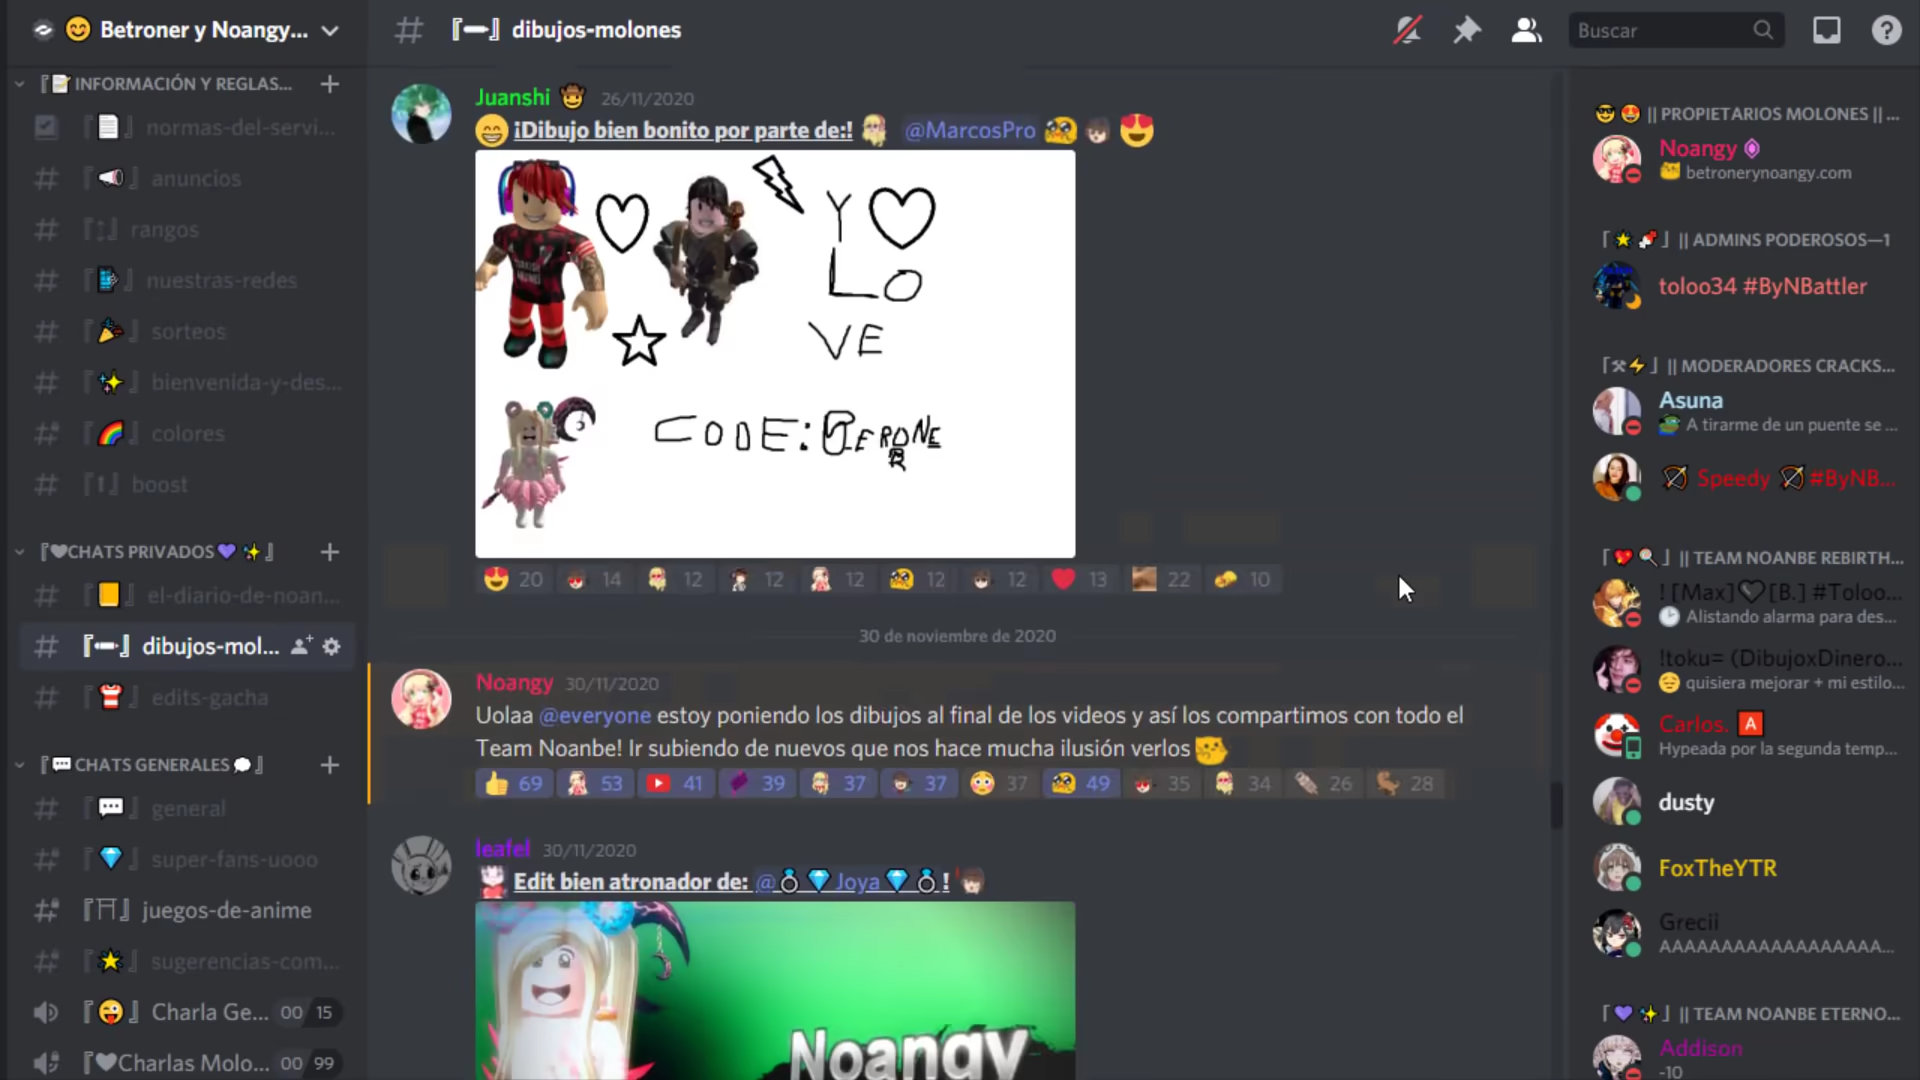 Betroner y Noangy...
『 』 dibujos-molones
Buscar
『 INFORMACIÓN Y REGLAS...
『 』 normas-del-servi...
『 』 anuncios
『 』 rangos
『 』 nuestras-redes
『 』 sorteos
『 』 bienvenida-y-des...
『 』 colores
『 』 boost
『 CHATS PRIVADOS 』
『 』 el-diario-de-noan...
『 』 dibujos-mol...
『 』 edits-gacha
『 CHATS GENERALES 』
『 』 general
『 』 super-fans-uooo
『 』 juegos-de-anime
『 』 sugerencias-com...
『 』 Charla Ge... 00 15
『 Charlas Molo... 00 99
Juanshi 26/11/2020
¡Dibujo bien bonito por parte de:! @MarcosPro
Y
LO
VE
CODE:
20 14 12 12 12 12 12 13 22 10
30 de noviembre de 2020
Noangy 30/11/2020
Uolaa @everyone estoy poniendo los dibujos al final de los videos y así los compartimos con todo el
Team Noanbe! Ir subiendo de nuevos que nos hace mucha ilusión verlos
69 53 41 39 37 37 37 49 35 34 26 28
leafel 30/11/2020
Edit bien atronador de: @ Joya !
Noangy
|| PROPIETARIOS MOLONES || ...
Noangy
betronerynoangy.com
「 」 || ADMINS PODEROSOS—1
toloo34 #ByNBattler
「 」 || MODERADORES CRACKS...
Asuna
A tirarme de un puente se ...
Speedy #ByNB...
「 」 || TEAM NOANBE REBIRTH...
! [Max] [B.] #Toloo...
Alistando alarma para des...
!toku= (DibujoxDinero...
quisiera mejorar + mi estilo...
Carlos. A
Hypeada por la segunda temp...
dusty
FoxTheYTR
Grecii
AAAAAAAAAAAAAAAAAA...
「 」 || TEAM NOANBE ETERNO...
Addison
-10